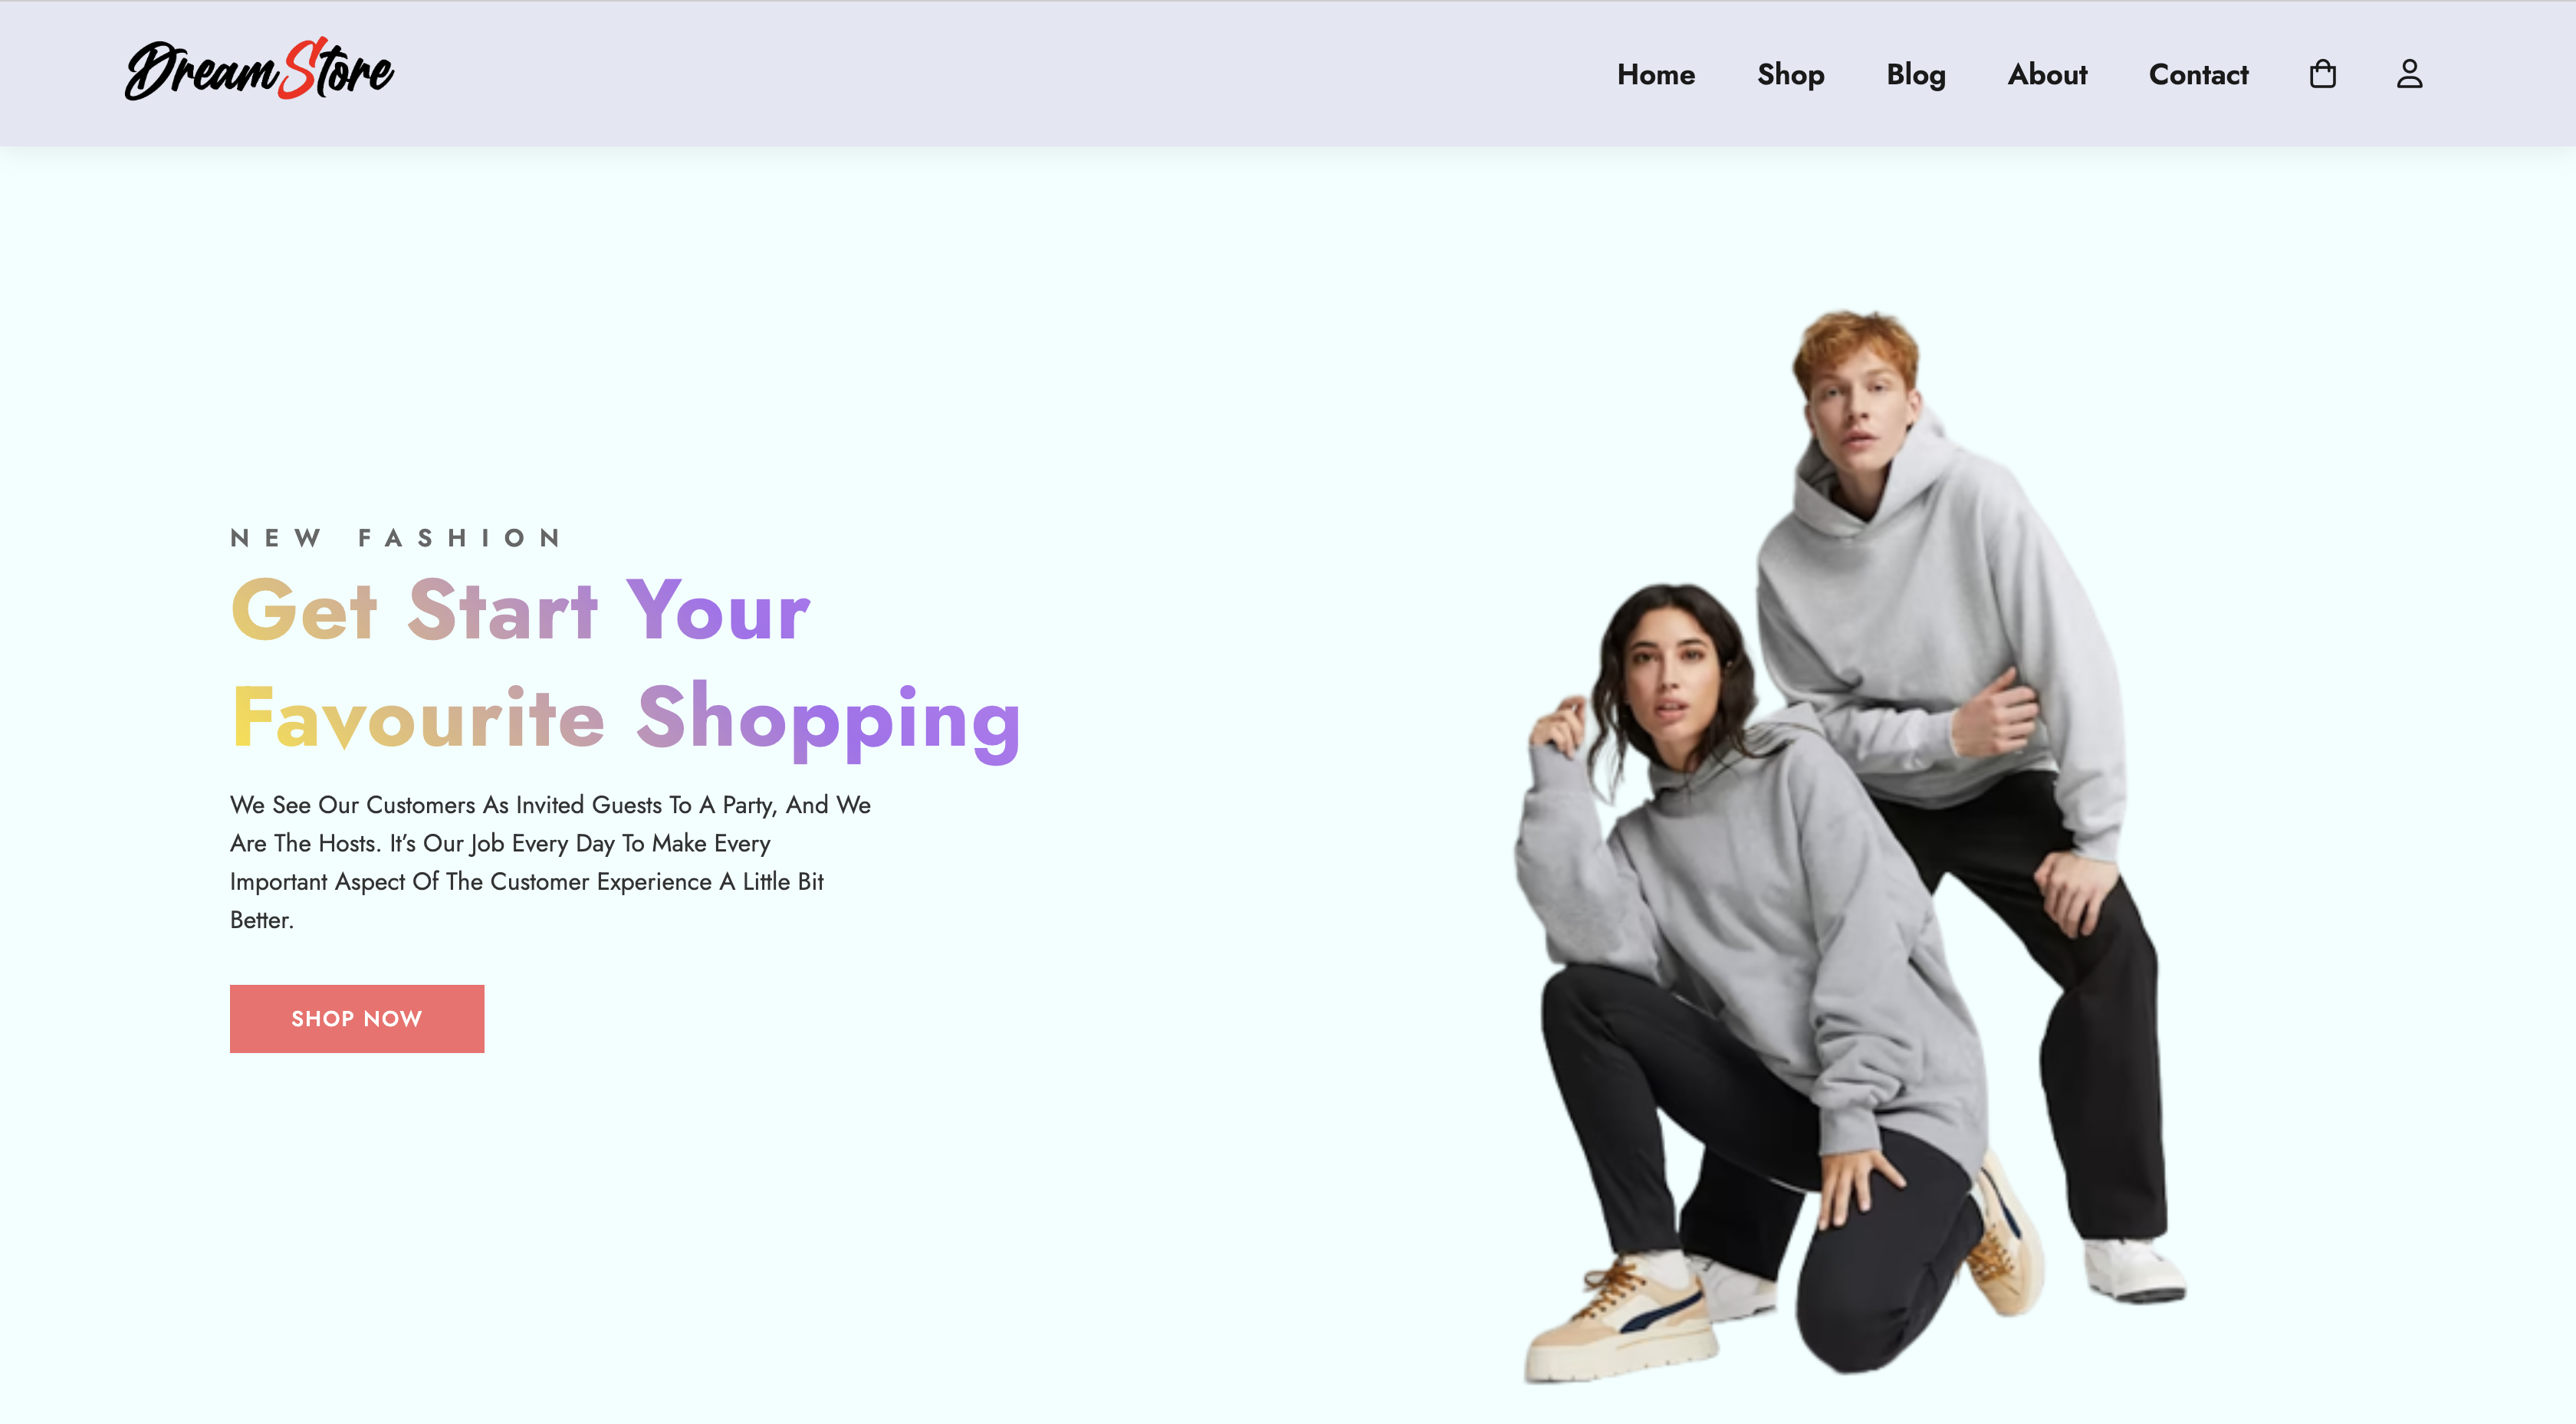 DreamStore
Home Shop Blog About Contact
NEW FASHION
Get Start Your
Favourite Shopping
We See Our Customers As Invited Guests To A Party, And We
Are The Hosts. It’s Our Job Every Day To Make Every
Important Aspect Of The Customer Experience A Little Bit
Better.
SHOP NOW